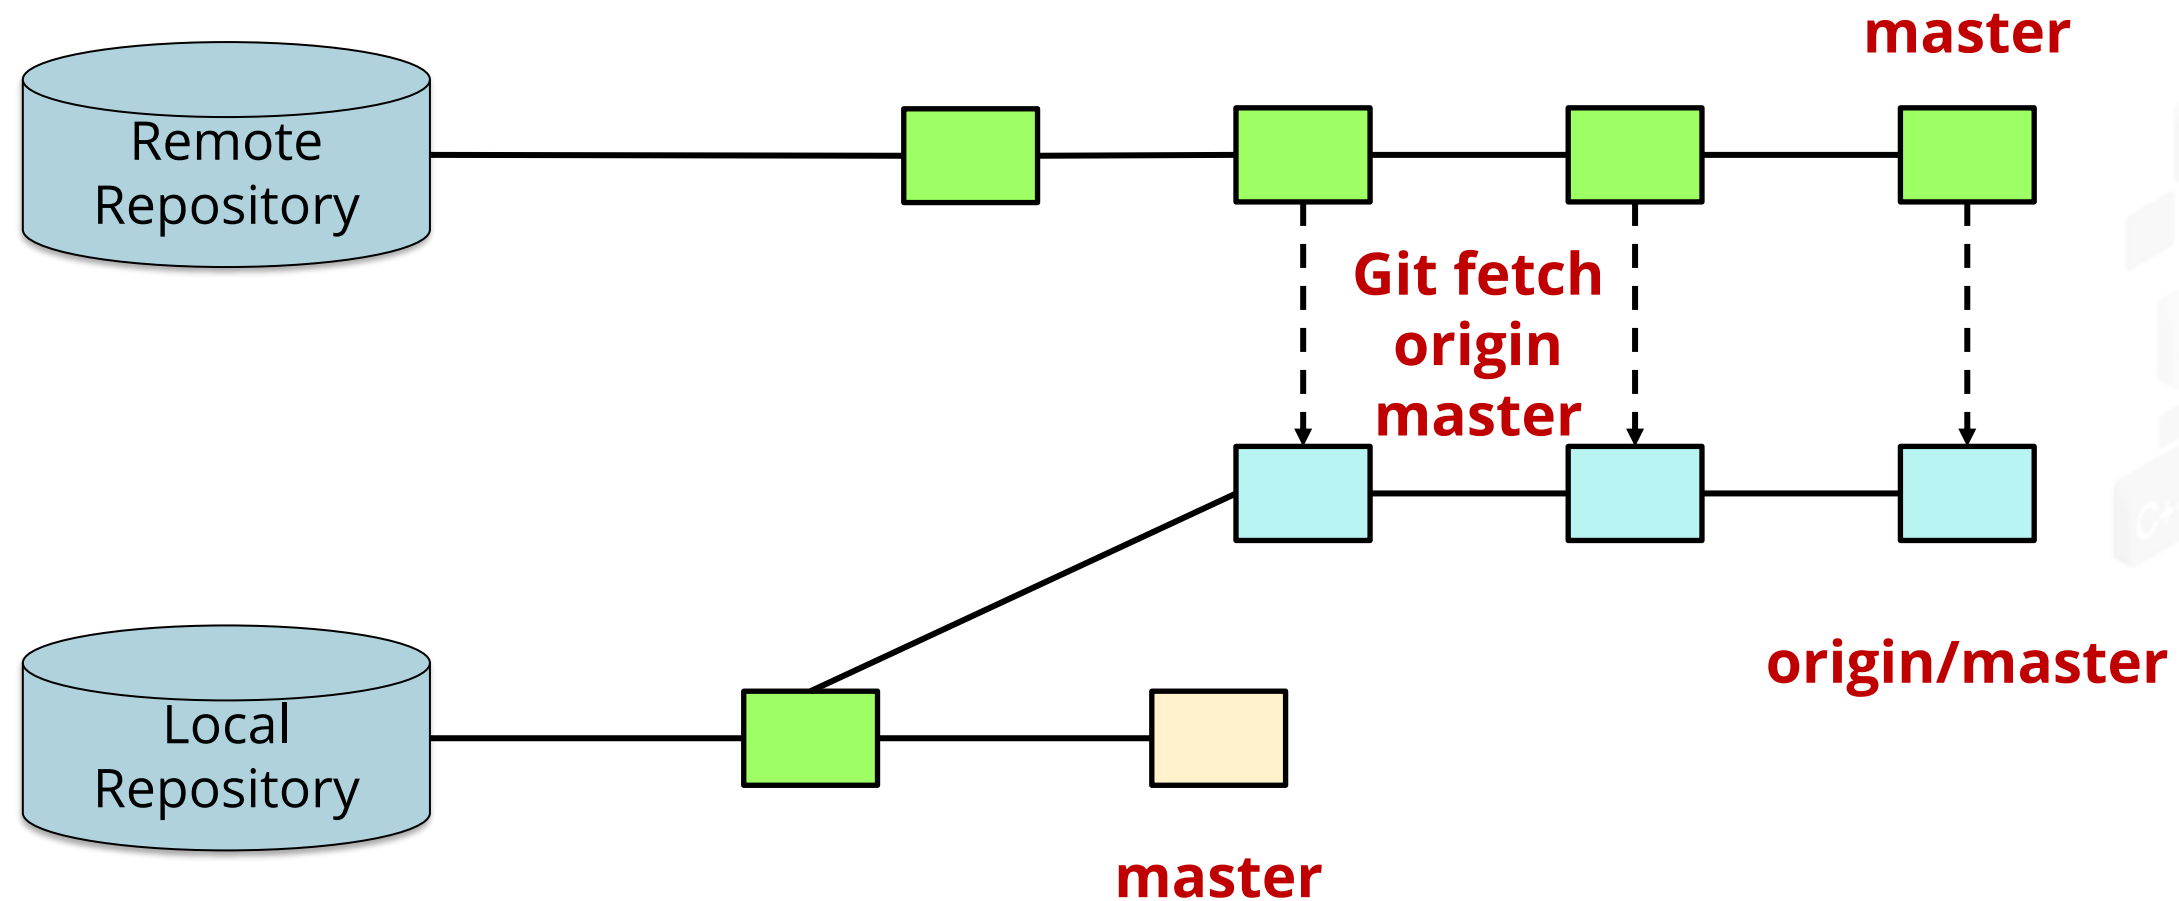 master
Remote
Repository
Git fetch
origin
master
origin/master
Local
Repository
master